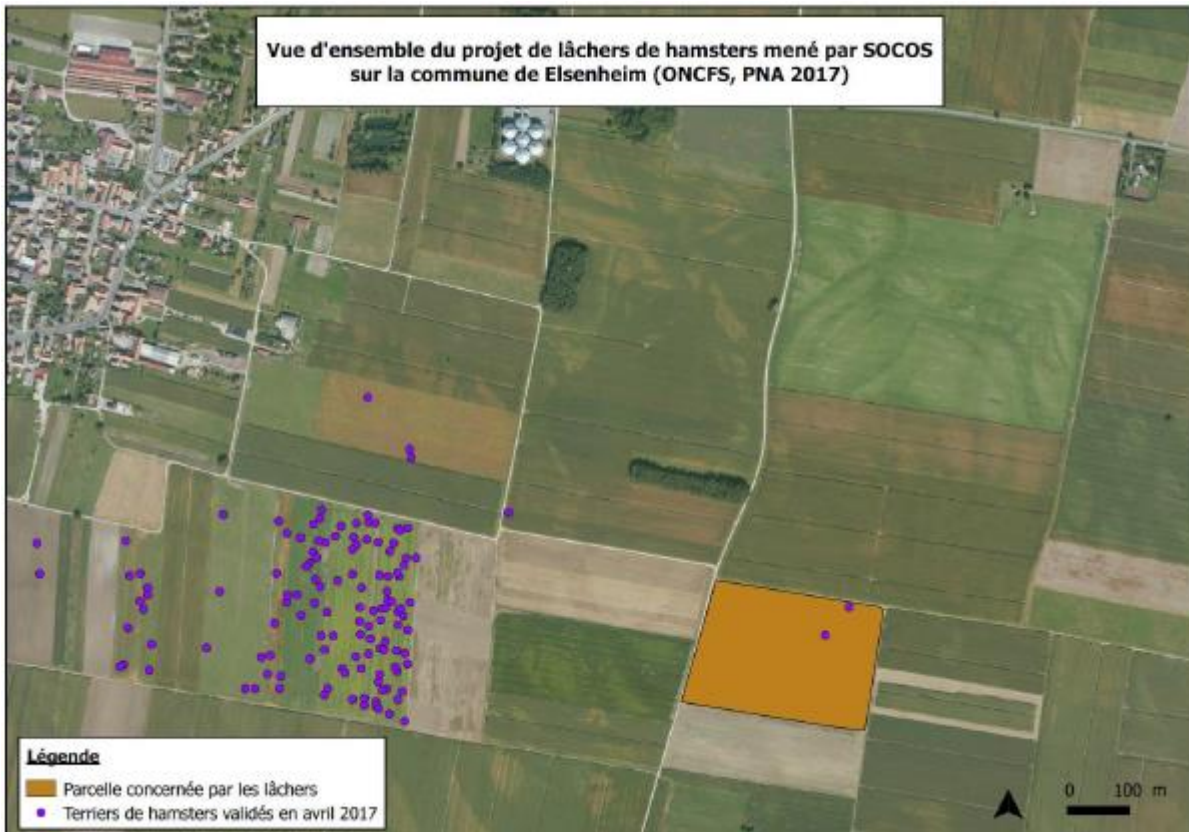 Vue d'ensemble du projet de lâchers de hamsters mené par SOCOS
sur la commune de Elsenheim (ONCFS, PNA 2017)
Légende
Parcelle concernée par les lâchers
Terriers de hamsters validés en avril 2017
0 100 m